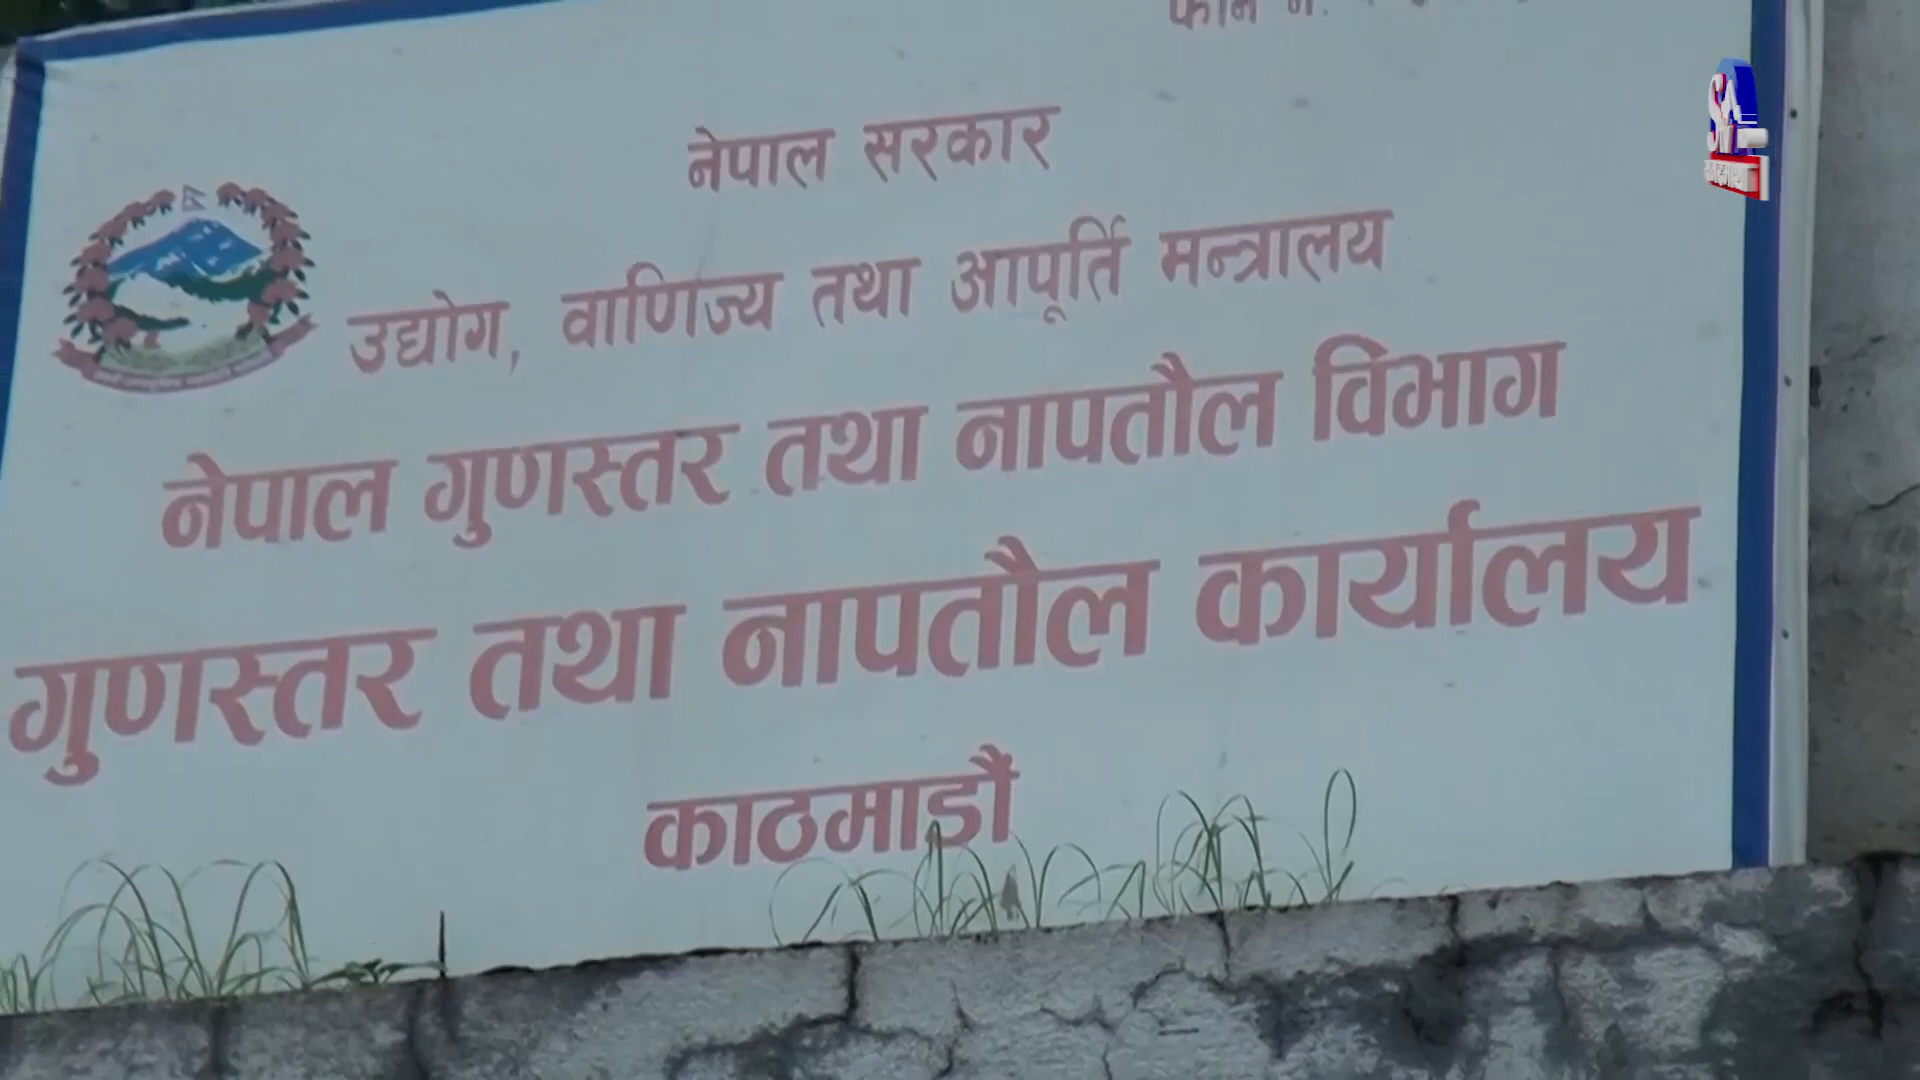 फोन नं.
नेपाल सरकार
उद्योग, वाणिज्य तथा आपूर्ति मन्त्रालय
नेपाल गुणस्तर तथा नापतौल विभाग
गुणस्तर तथा नापतौल कार्यालय
काठमाडौं